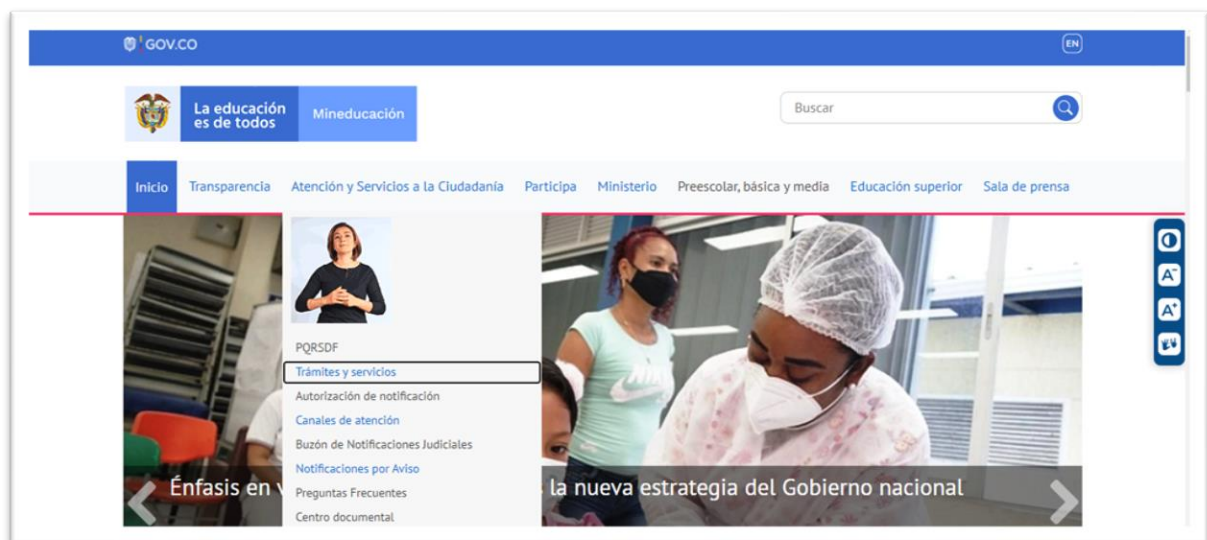 GOV.CO
EN
La educación
es de todos
Mineducación
Buscar
Inicio Transparencia Atención y Servicios a la Ciudadanía Participa Ministerio Preescolar, básica y media Educación superior Sala de prensa
PQRSDF
Trámites y servicios
Autorización de notificación
Canales de atención
Buzón de Notificaciones Judiciales
Notificaciones por Aviso
Preguntas Frecuentes
Centro documental
Énfasis en v la nueva estrategia del Gobierno nacional
NIKE
A-
A+